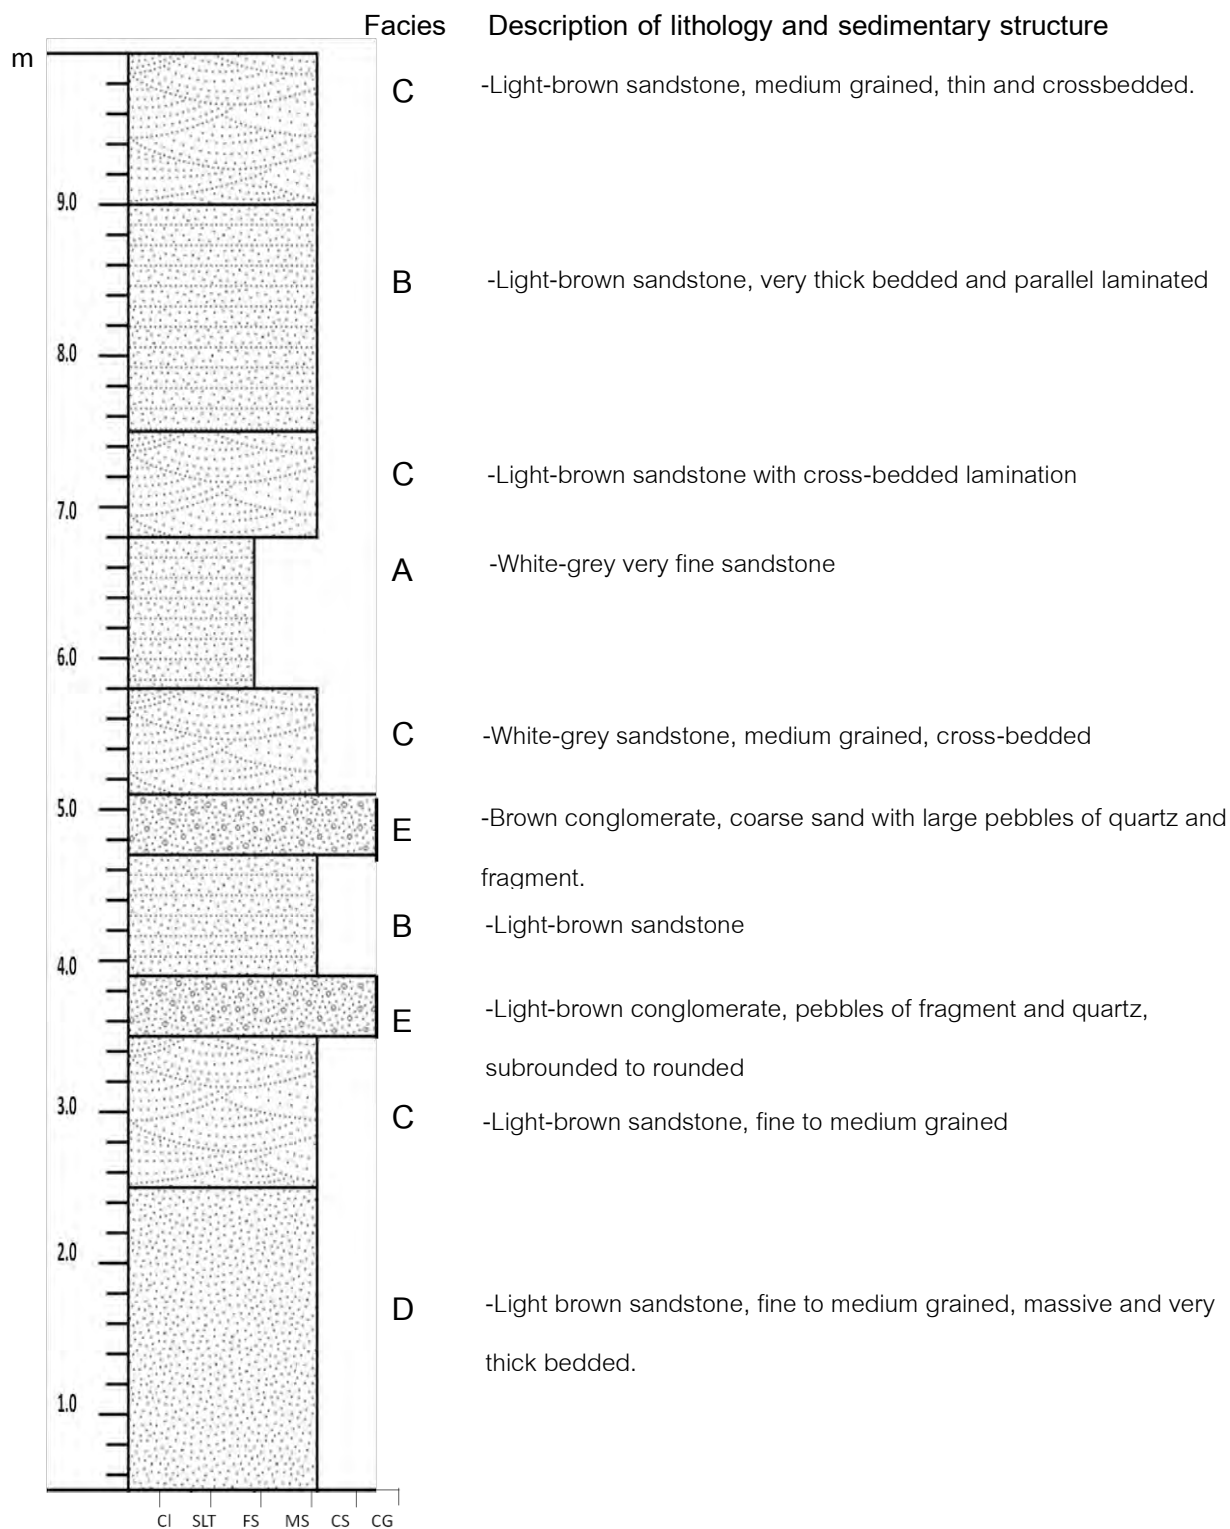 Facies Description of lithology and sedimentary structure
m
C -Light-brown sandstone, medium grained, thin and crossbedded.
9.0
B -Light-brown sandstone, very thick bedded and parallel laminated
8.0
C -Light-brown sandstone with cross-bedded lamination
7.0
A -White-grey very fine sandstone
6.0
C -White-grey sandstone, medium grained, cross-bedded
5.0
E -Brown conglomerate, coarse sand with large pebbles of quartz and
fragment.
B -Light-brown sandstone
4.0
E -Light-brown conglomerate, pebbles of fragment and quartz,
subrounded to rounded
3.0
C -Light-brown sandstone, fine to medium grained
2.0
D -Light brown sandstone, fine to medium grained, massive and very
thick bedded.
1.0
Cl SLT FS MS CS CG